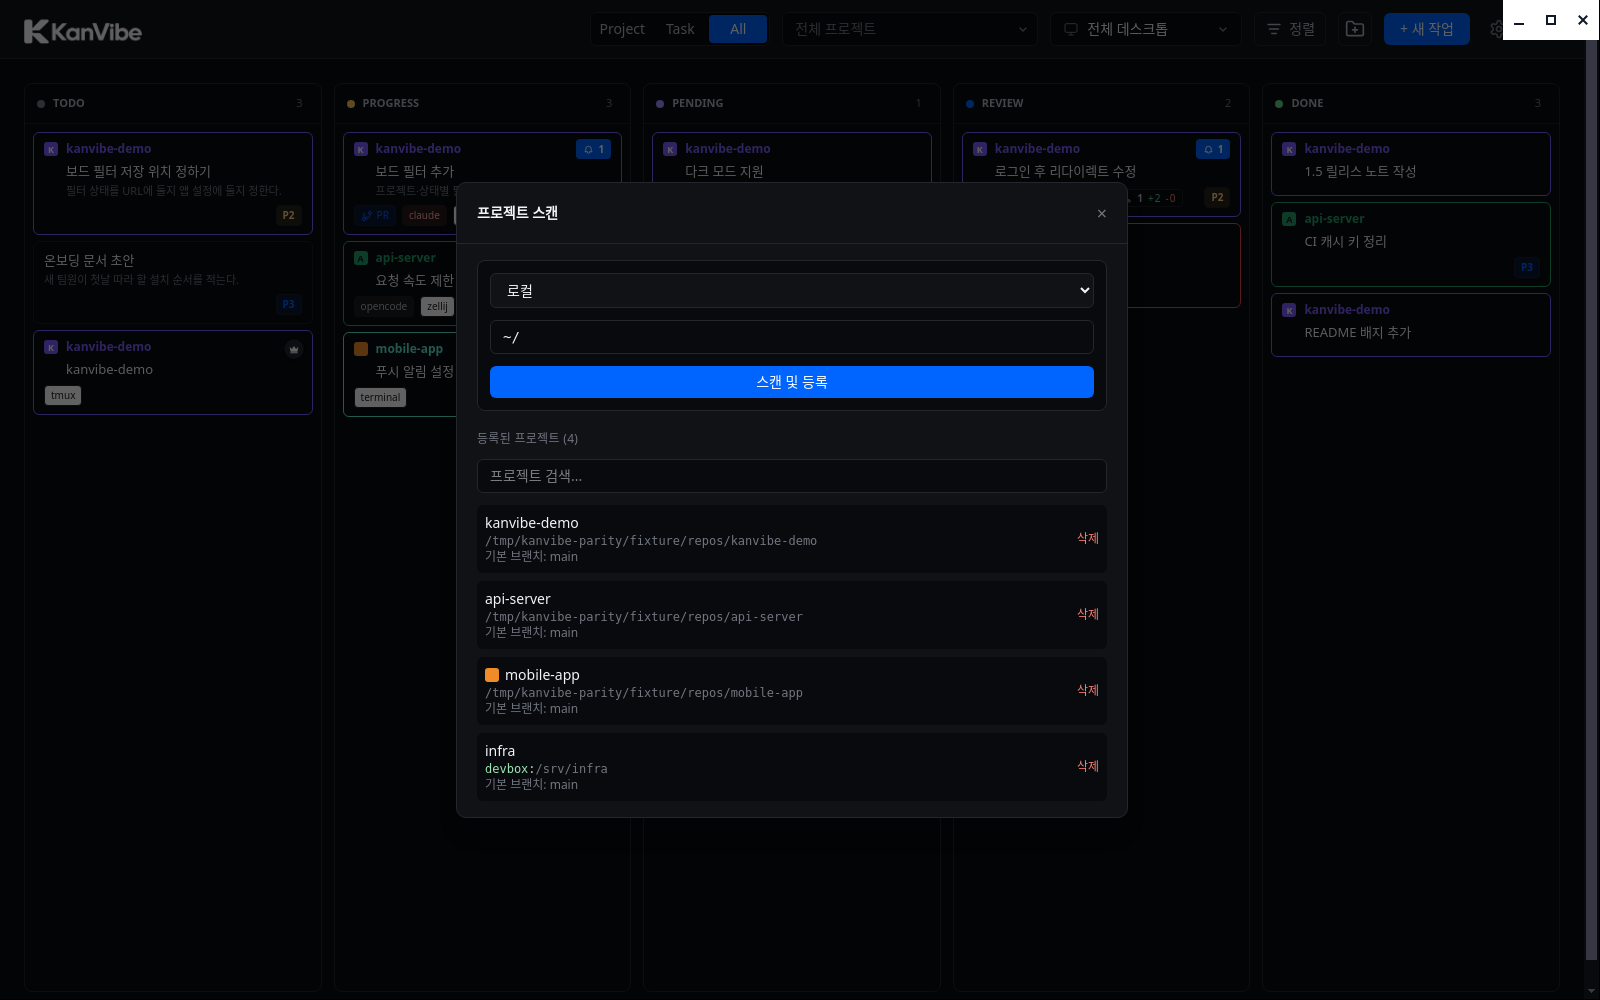 KanVibe
Project Task All
전체 프로젝트
전체 데스크톱
정렬
+ 새 작업
TODO 3
K kanvibe-demo
보드 필터 저장 위치 정하기
필터 상태를 URL에 둘지 앱 설정에 둘지 정한다.
P2
온보딩 문서 초안
새 팀원이 첫날 따라 할 설치 순서를 적는다.
P3
K kanvibe-demo
kanvibe-demo
tmux
PROGRESS 3
K kanvibe-demo 1
보드 필터 추가
프로젝트·상태별
PR claude
A api-server
요청 속도 제한
opencode zellij
mobile-app
푸시 알림 설정
terminal
PENDING 1
K kanvibe-demo
다크 모드 지원
REVIEW 2
K kanvibe-demo 1
로그인 후 리다이렉트 수정
1 +2 -0 P2
DONE 3
K kanvibe-demo
1.5 릴리스 노트 작성
A api-server
CI 캐시 키 정리
P3
K kanvibe-demo
README 배지 추가
프로젝트 스캔
로컬
~/
스캔 및 등록
등록된 프로젝트 (4)
프로젝트 검색...
kanvibe-demo
/tmp/kanvibe-parity/fixture/repos/kanvibe-demo
기본 브랜치: main
삭제
api-server
/tmp/kanvibe-parity/fixture/repos/api-server
기본 브랜치: main
삭제
mobile-app
/tmp/kanvibe-parity/fixture/repos/mobile-app
기본 브랜치: main
삭제
infra
devbox:/srv/infra
기본 브랜치: main
삭제